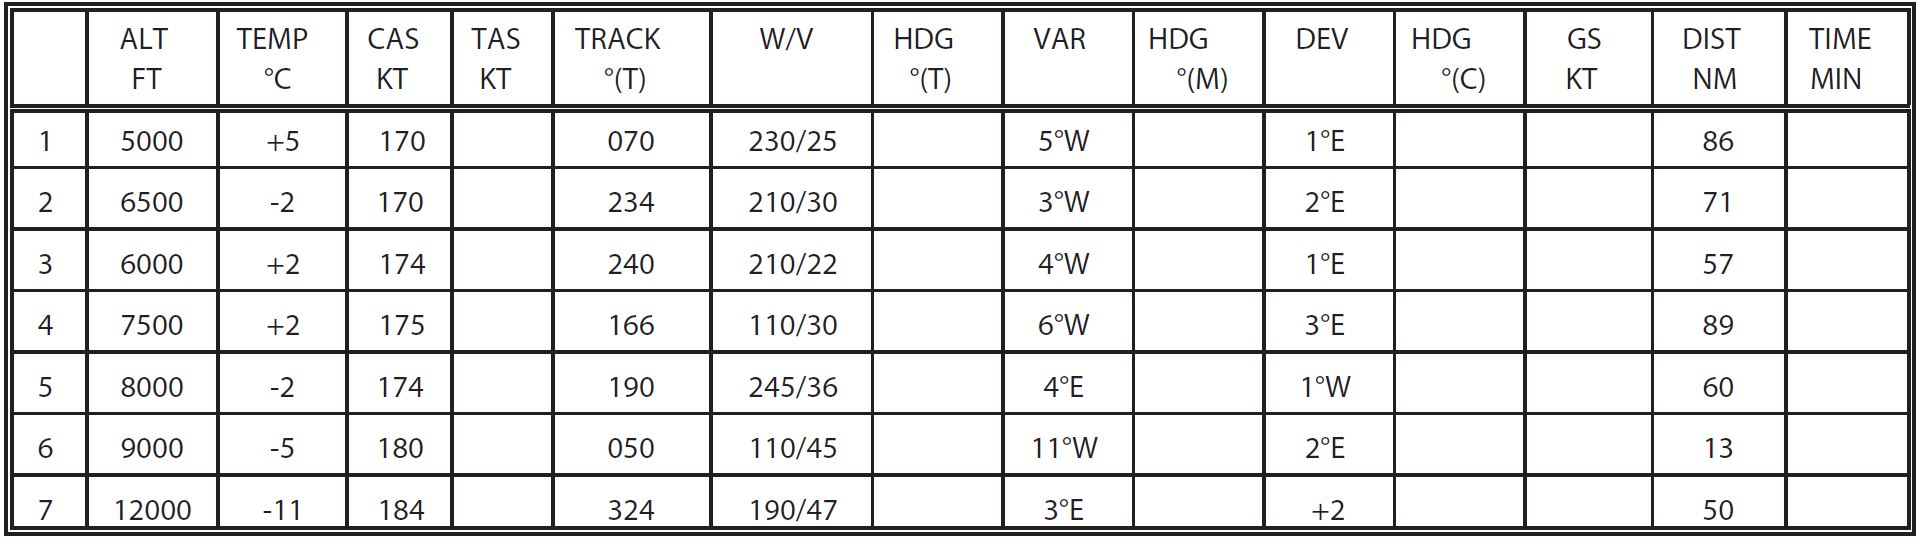 ALT FT TEMP °C CAS KT TAS KT TRACK °(T) W/V HDG °(T) VAR HDG °(M) DEV HDG °(C) GS KT DIST NM TIME MIN
1 5000 +5 170 070 230/25 5°W 1°E 86
2 6500 -2 170 234 210/30 3°W 2°E 71
3 6000 +2 174 240 210/22 4°W 1°E 57
4 7500 +2 175 166 110/30 6°W 3°E 89
5 8000 -2 174 190 245/36 4°E 1°W 60
6 9000 -5 180 050 110/45 11°W 2°E 13
7 12000 -11 184 324 190/47 3°E +2 50